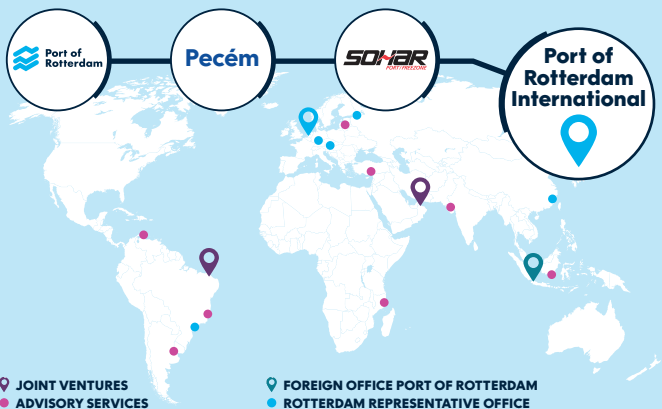 Port of
Rotterdam
Pecém
SOHAR
PORT & FREEZONE
Port of
Rotterdam
International
JOINT VENTURES
FOREIGN OFFICE PORT OF ROTTERDAM
ADVISORY SERVICES
ROTTERDAM REPRESENTATIVE OFFICE